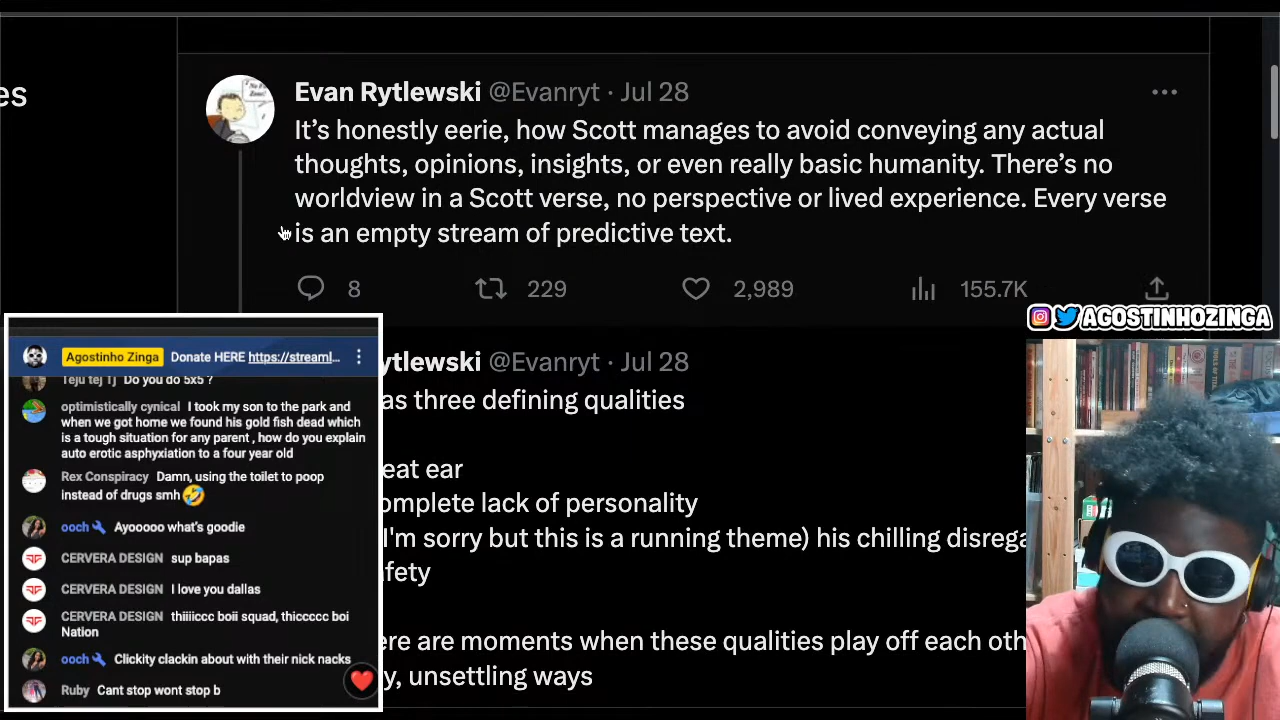 es
Evan Rytlewski @Evanryt · Jul 28
It’s honestly eerie, how Scott manages to avoid conveying any actual
thoughts, opinions, insights, or even really basic humanity. There’s no
worldview in a Scott verse, no perspective or lived experience. Every verse
is an empty stream of predictive text.
8 229 2,989 155.7K
AGOSTINHOZINGA
ytlewski @Evanryt · Jul 28
as three defining qualities
eat ear
omplete lack of personality
I'm sorry but this is a running theme) his chilling disrega
fety
ere are moments when these qualities play off each oth
y, unsettling ways
Agostinho Zinga Donate HERE https://streaml...
Teju tej 1] Do you do 5x5 ?
optimistically cynical I took my son to the park and
when we got home we found his gold fish dead which
is a tough situation for any parent , how do you explain
auto erotic asphyxiation to a four year old
Rex Conspiracy Damn, using the toilet to poop
instead of drugs smh🤣
ooch Ayooooo what's goodie
CERVERA DESIGN sup bapas
CERVERA DESIGN I love you dallas
CERVERA DESIGN thiiiiccc boii squad, thiccccc boi
Nation
ooch Clickity clackin about with their nick nacks
Ruby Cant stop wont stop b